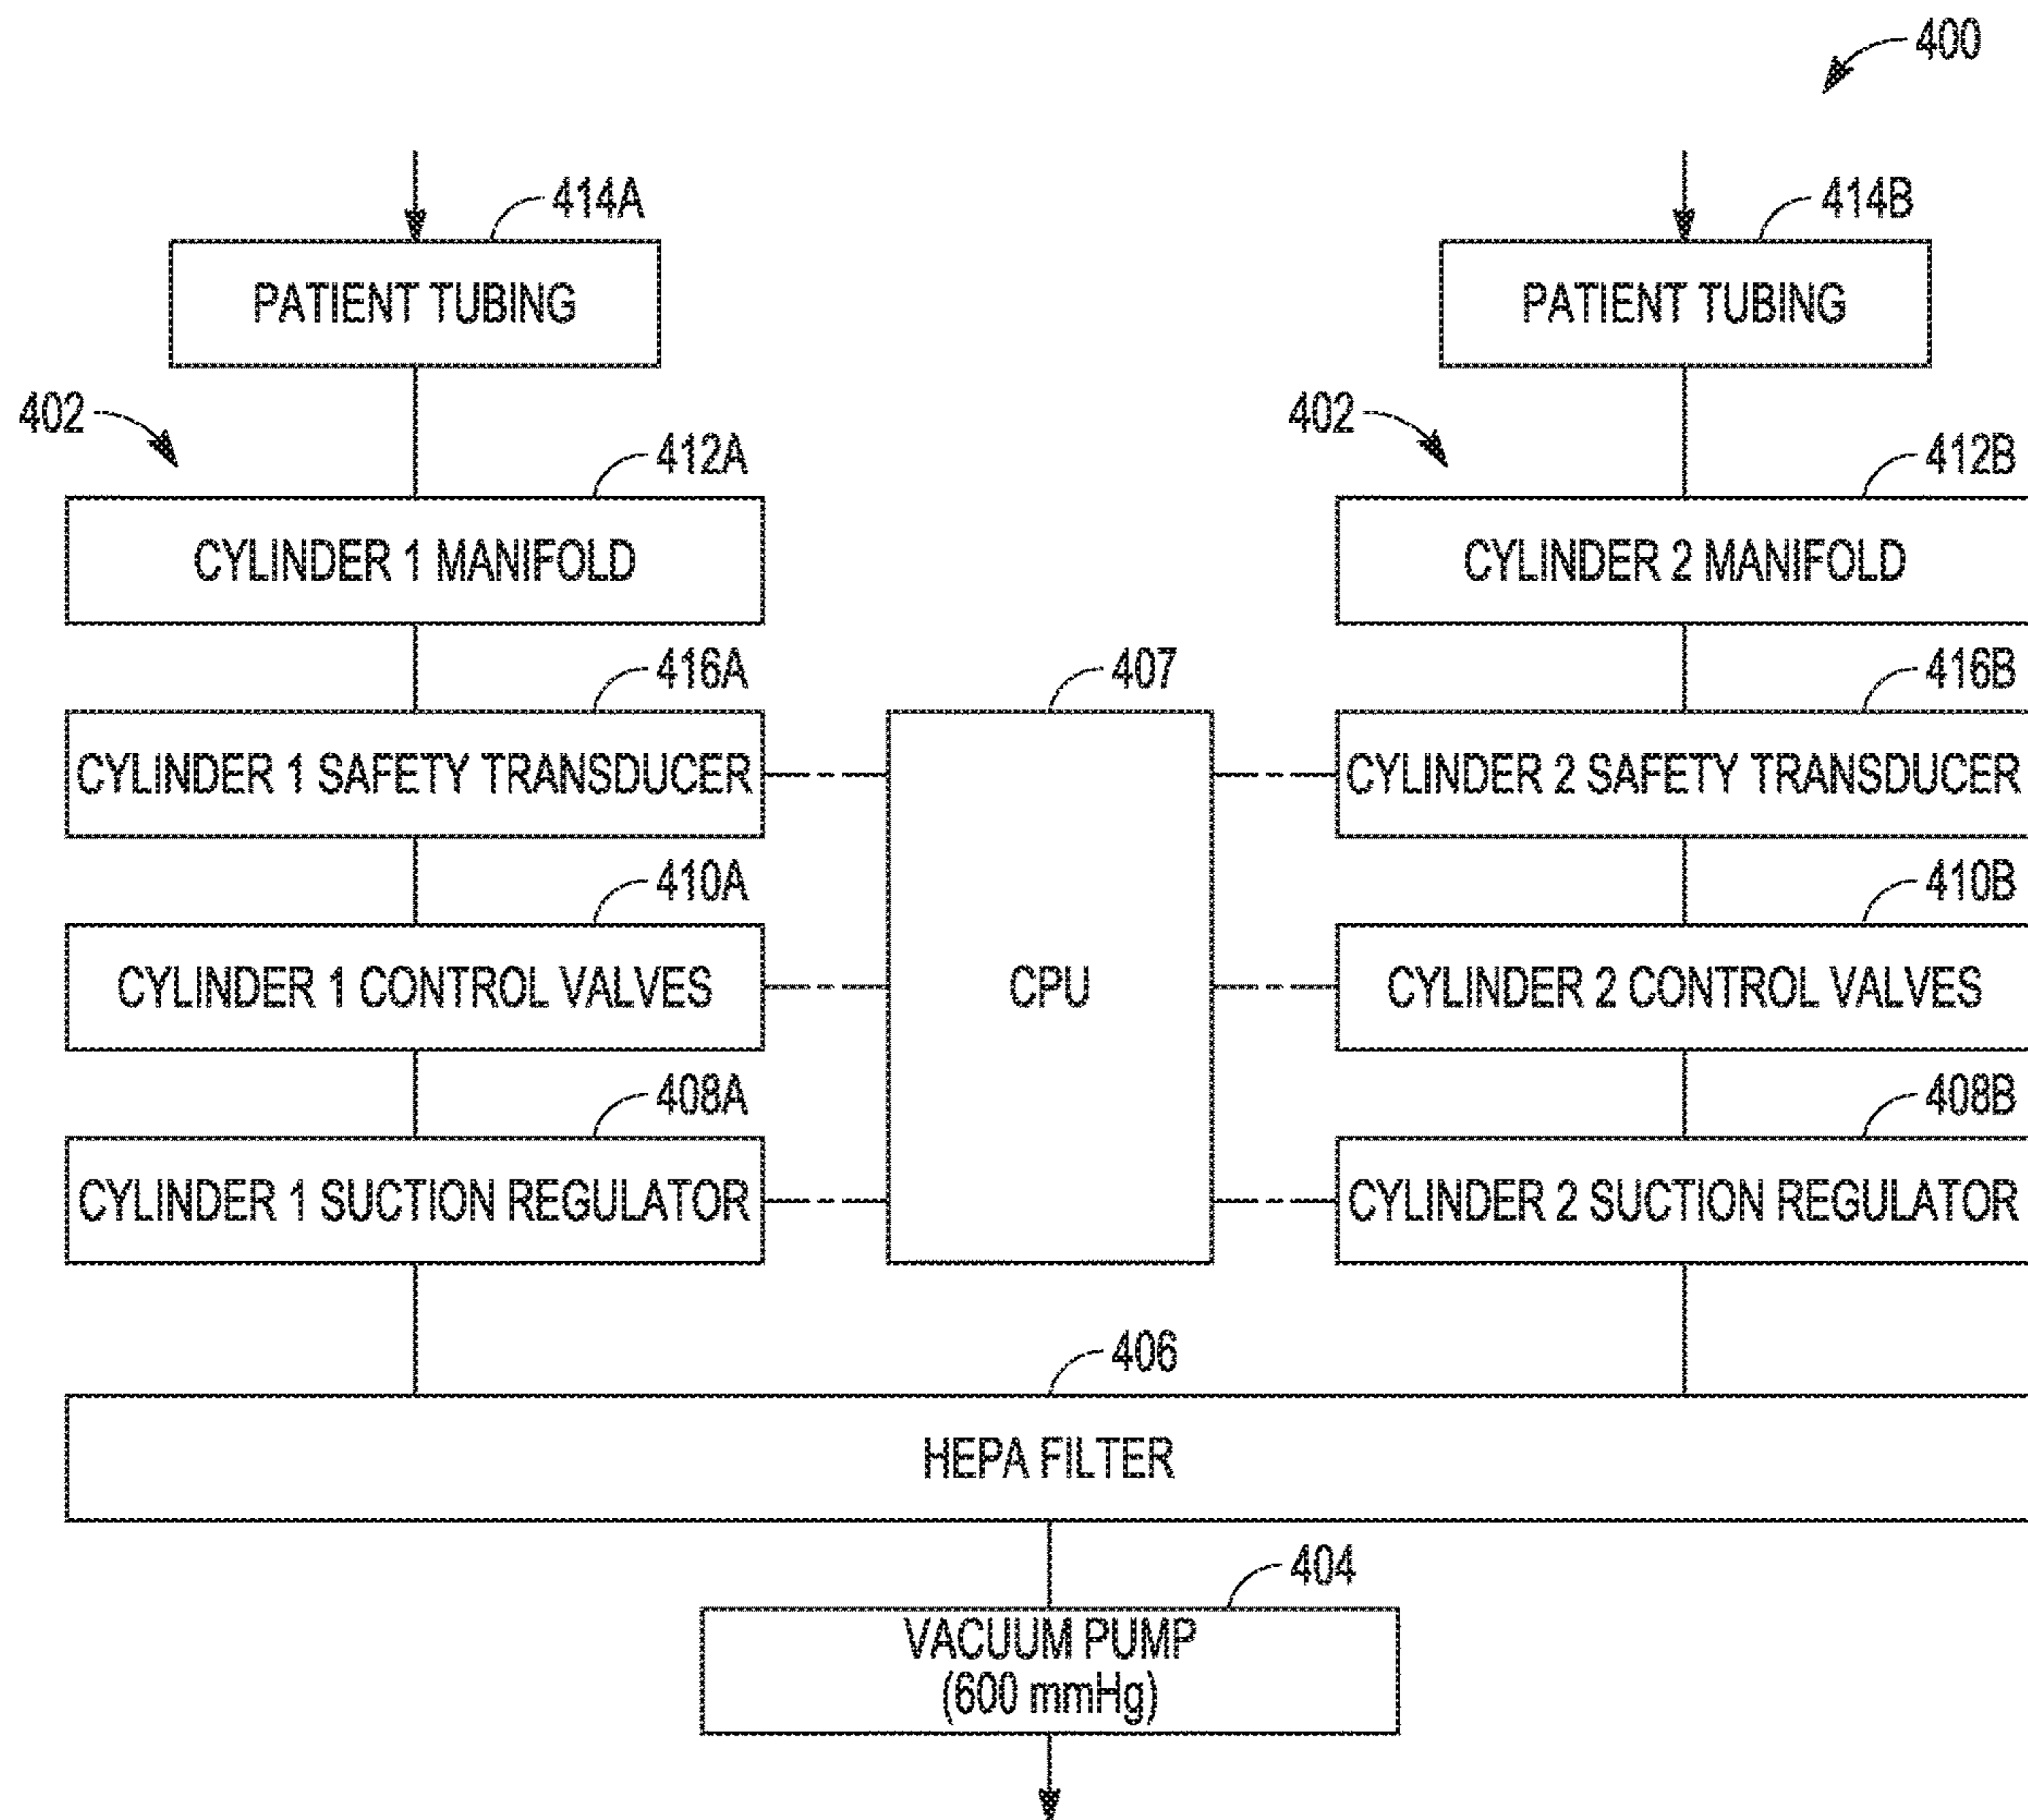 400
414A
414B
PATIENT TUBING
PATIENT TUBING
402
402
412A
412B
CYLINDER 1 MANIFOLD
CYLINDER 2 MANIFOLD
416A
407
416B
CYLINDER 1 SAFETY TRANSDUCER
CYLINDER 2 SAFETY TRANSDUCER
410A
410B
CYLINDER 1 CONTROL VALVES
CPU
CYLINDER 2 CONTROL VALVES
408A
408B
CYLINDER 1 SUCTION REGULATOR
CYLINDER 2 SUCTION REGULATOR
406
HEPA FILTER
404
VACUUM PUMP
(600 mmHg)